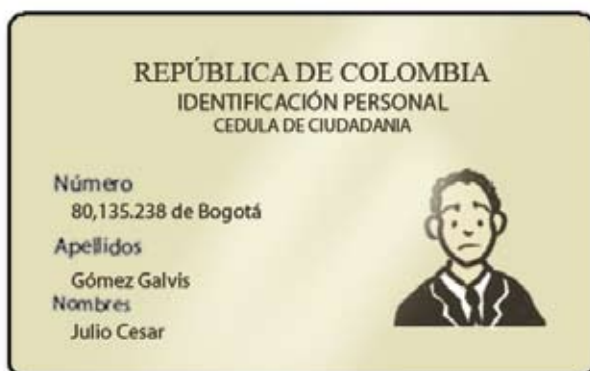 REPÚBLICA DE COLOMBIA
IDENTIFICACIÓN PERSONAL
CEDULA DE CIUDADANIA
Número
80,135.238 de Bogotá
Apellidos
Gómez Galvis
Nombres
Julio Cesar